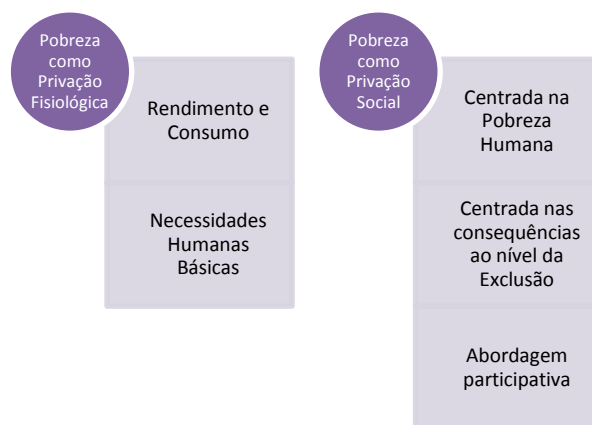 Pobreza
como
Privação
Fisiológica
Rendimento e
Consumo
Necessidades
Humanas
Básicas
Pobreza
como
Privação
Social
Centrada na
Pobreza
Humana
Centrada nas
consequências
ao nível da
Exclusão
Abordagem
participativa